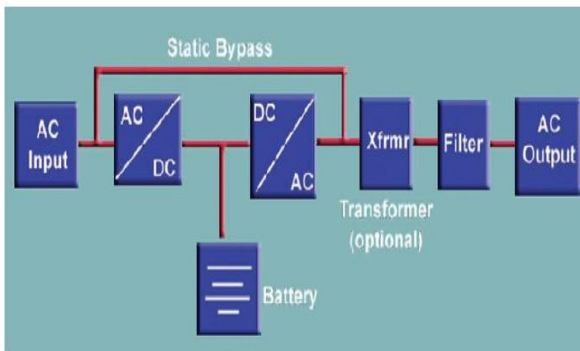 Static Bypass
AC
Input
AC
DC
DC
AC
Xfrmr
Filter
AC
Output
Transformer
(optional)
Battery